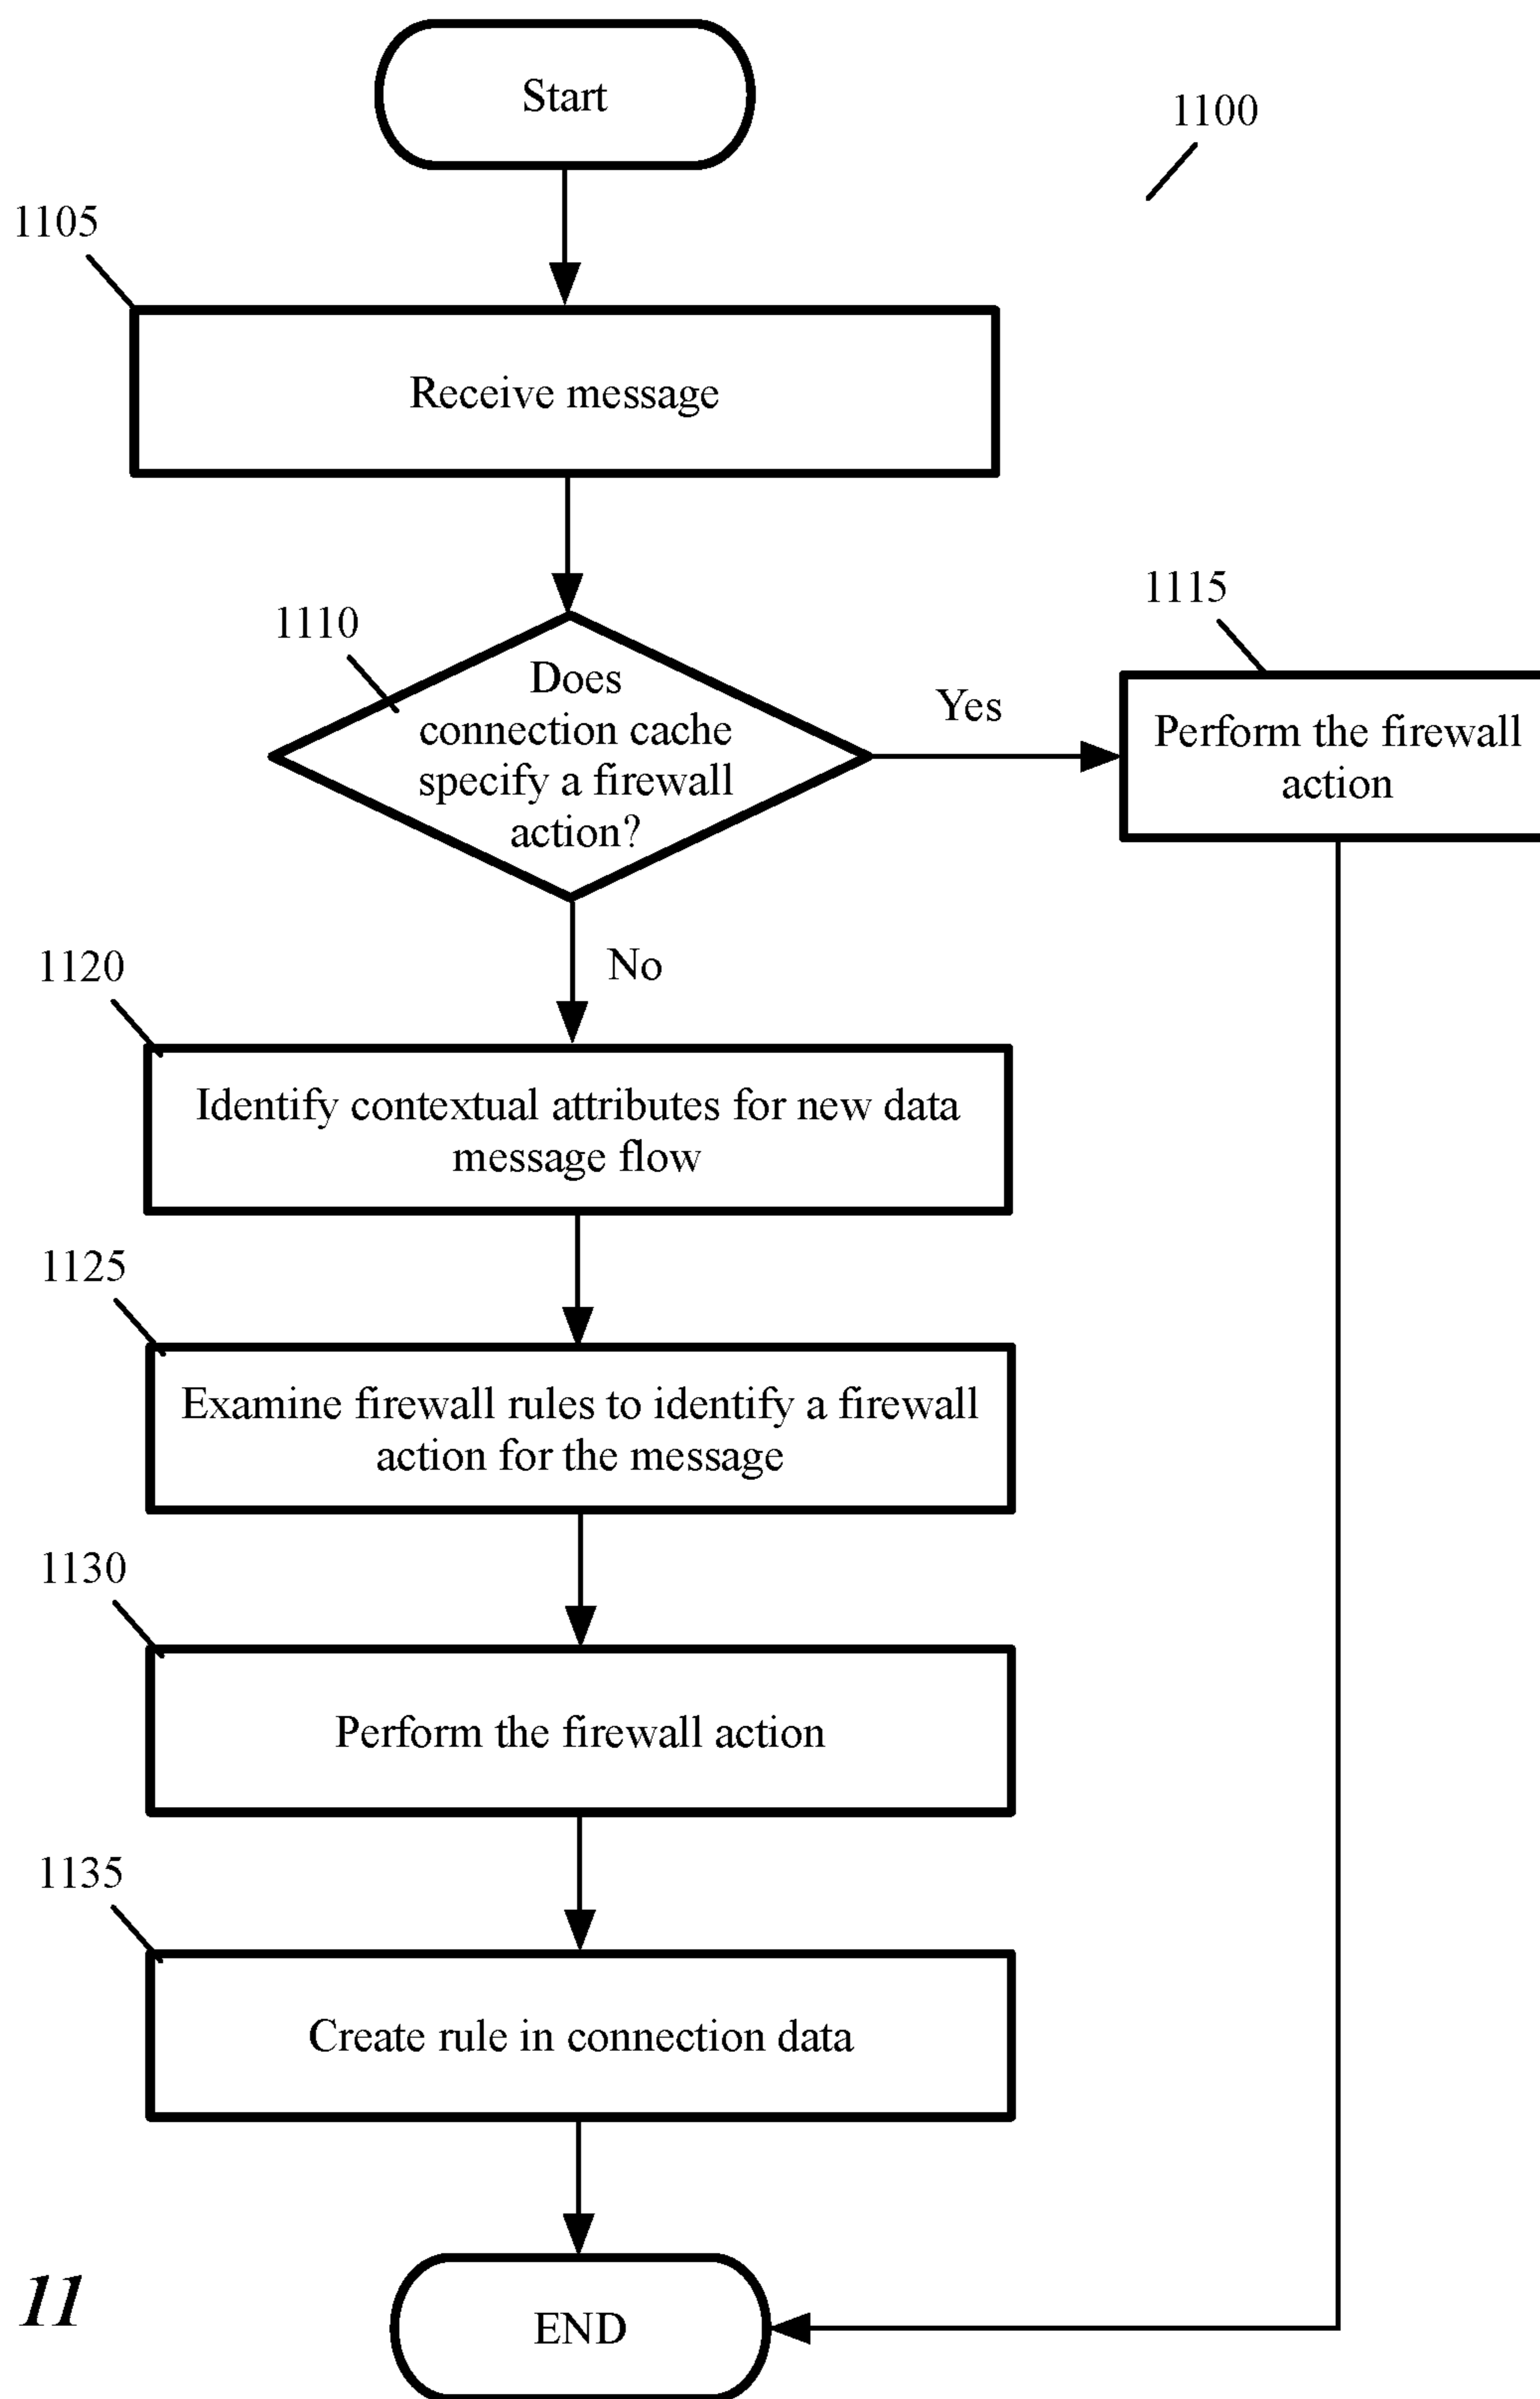 Start
1100
1105
Receive message
1110
Does
connection cache
specify a firewall
action?
Yes
1115
Perform the firewall
action
No
1120
Identify contextual attributes for new data
message flow
1125
Examine firewall rules to identify a firewall
action for the message
1130
Perform the firewall action
1135
Create rule in connection data
11
END